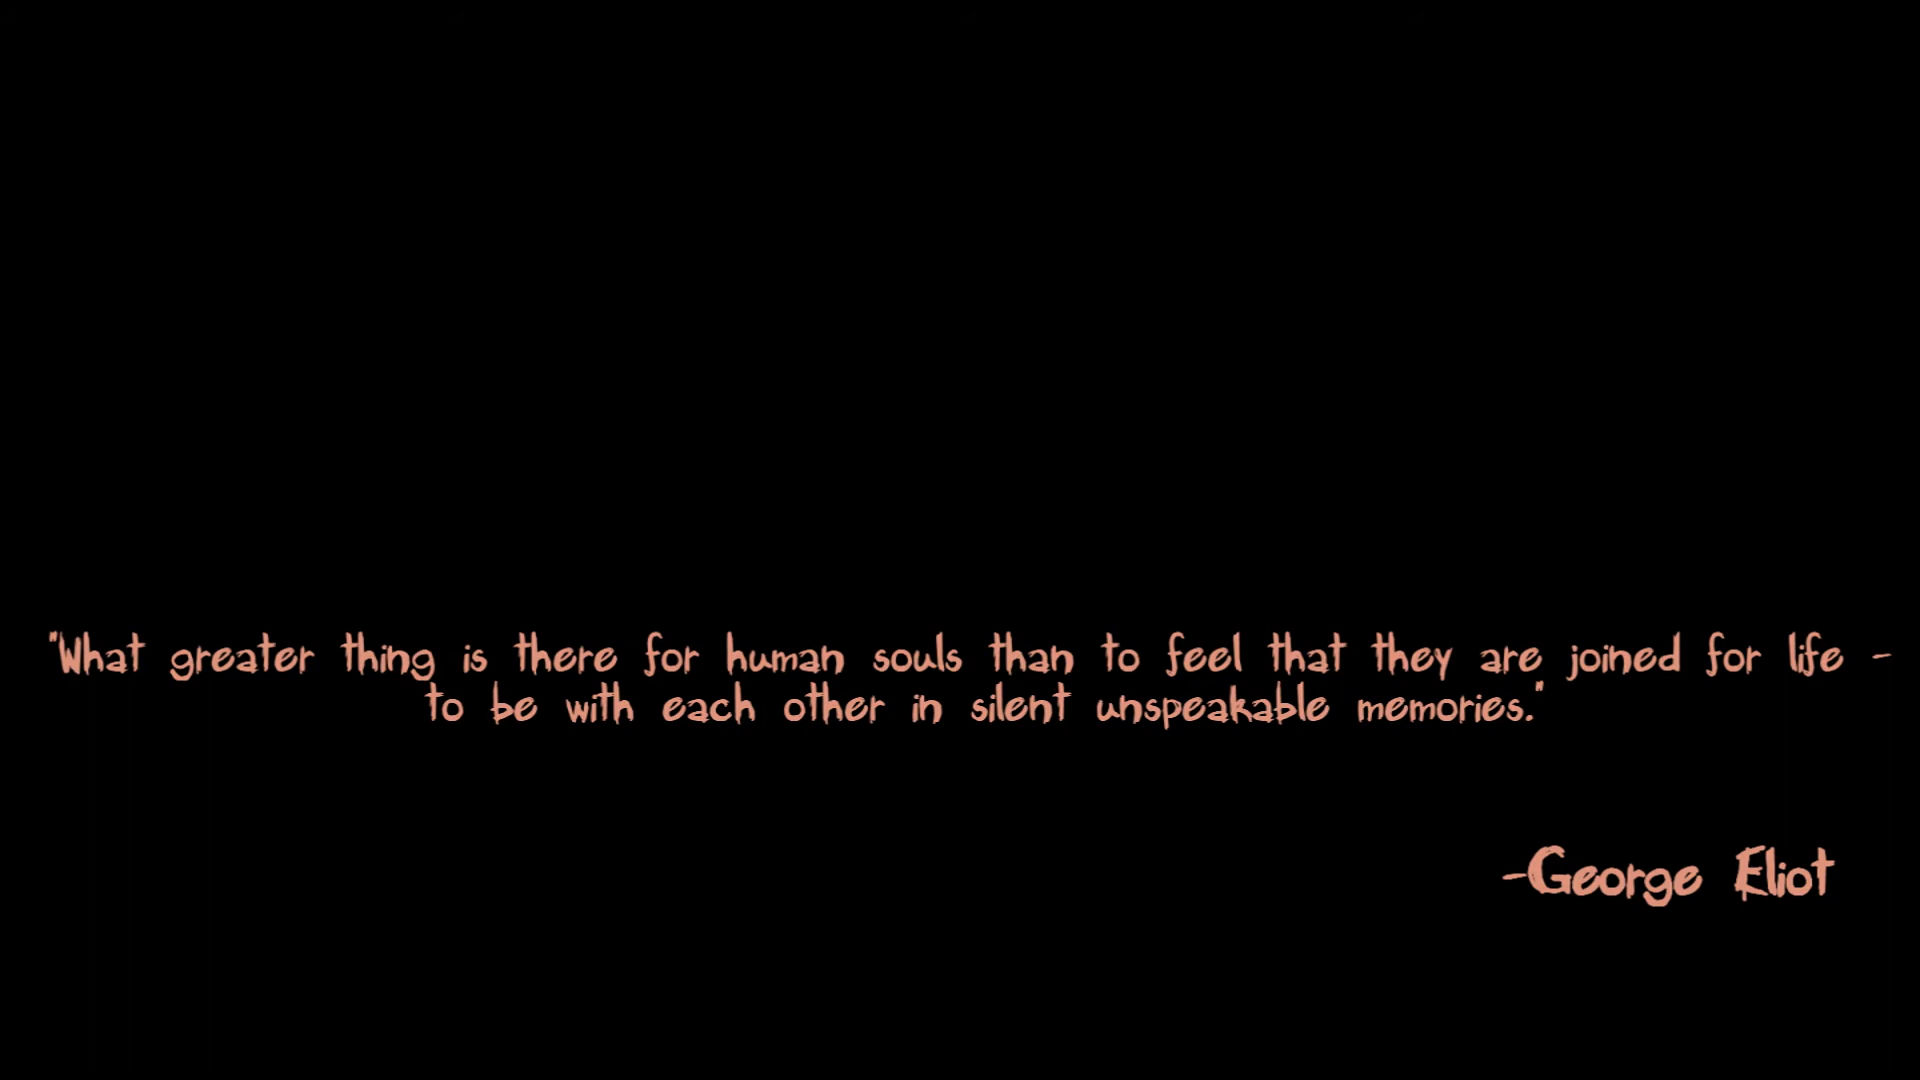 "What greater thing is there for human souls than to feel that they are joined for life -
to be with each other in silent unspeakable memories."
-George Eliot